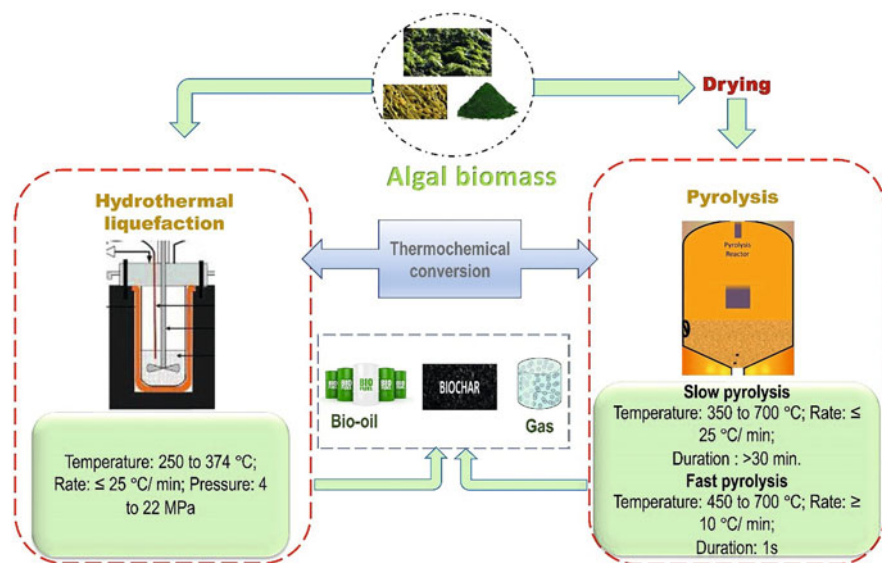 Drying
Algal biomass
Hydrothermal
liquefaction
Pyrolysis
Thermochemical
conversion
Pyrolysis
Reactor
BIO
BIOCHAR
Bio-oil
Gas
Temperature: 250 to 374 °C;
Rate: ≤ 25 °C/ min; Pressure: 4
to 22 MPa
Slow pyrolysis
Temperature: 350 to 700 °C; Rate: ≤
25 °C/ min;
Duration : >30 min.
Fast pyrolysis
Temperature: 450 to 700 °C; Rate: ≥
10 °C/ min;
Duration: 1s